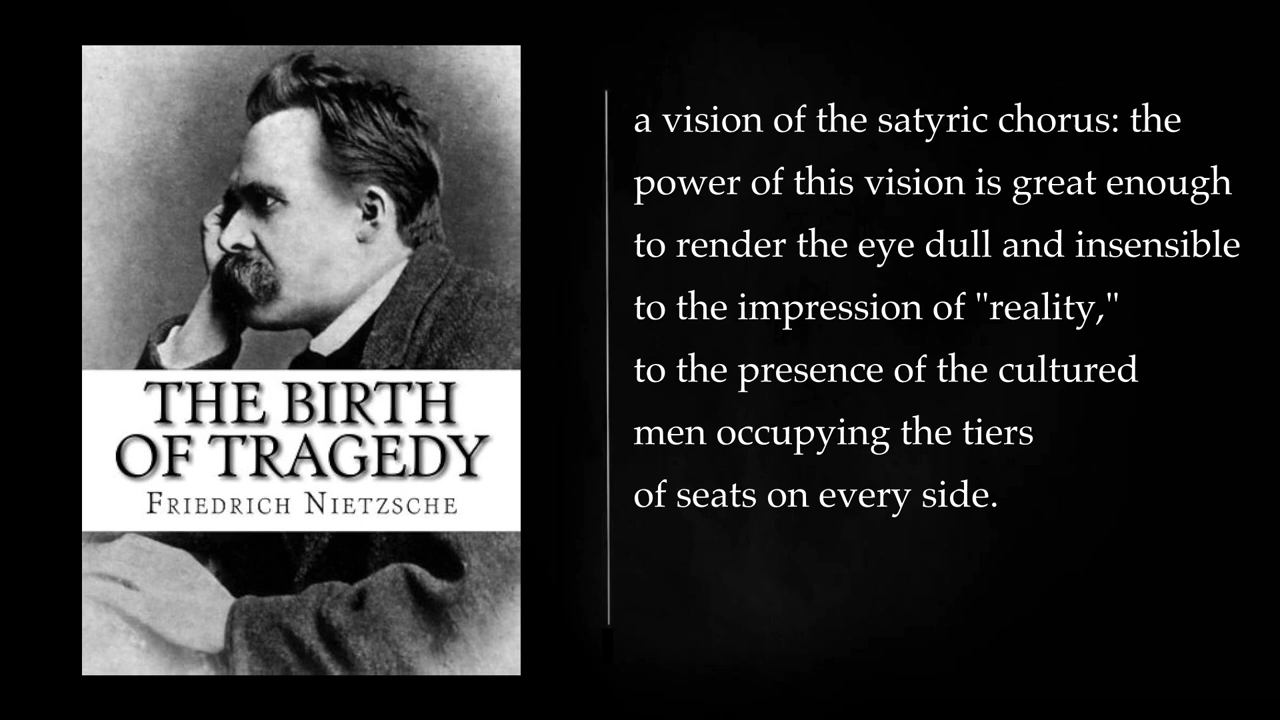 THE BIRTH
OF TRAGEDY
FRIEDRICH NIETZSCHE
a vision of the satyric chorus: the
power of this vision is great enough
to render the eye dull and insensible
to the impression of "reality,"
to the presence of the cultured
men occupying the tiers
of seats on every side.